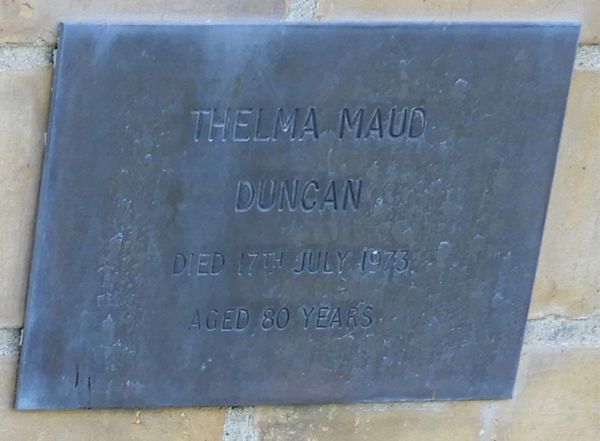 THELMA MAUD
DUNCAN
DIED 17TH JULY 1973
AGED 80 YEARS